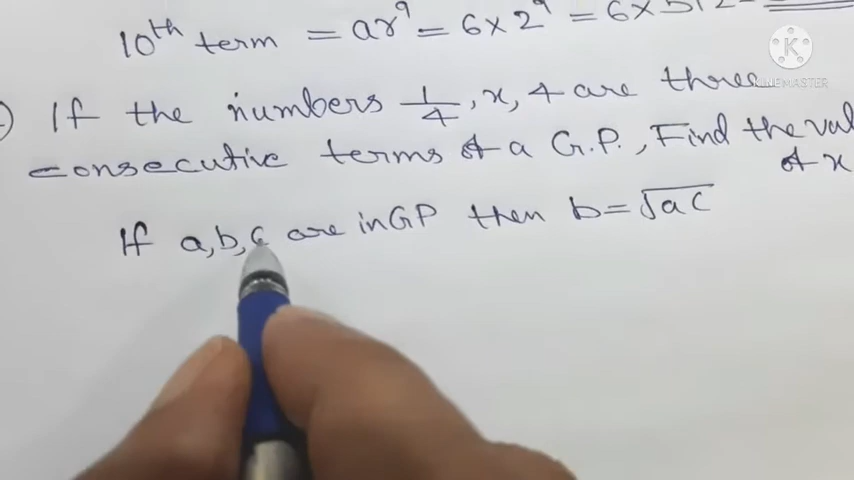 10th term = ar⁹ = 6 × 2⁹ = 6 × 512
If the numbers 1/4, x, 4 are three
consecutive terms of a G.P., Find the val
of x
If a, b, c are in GP then b = √ac
K
KINEMASTER